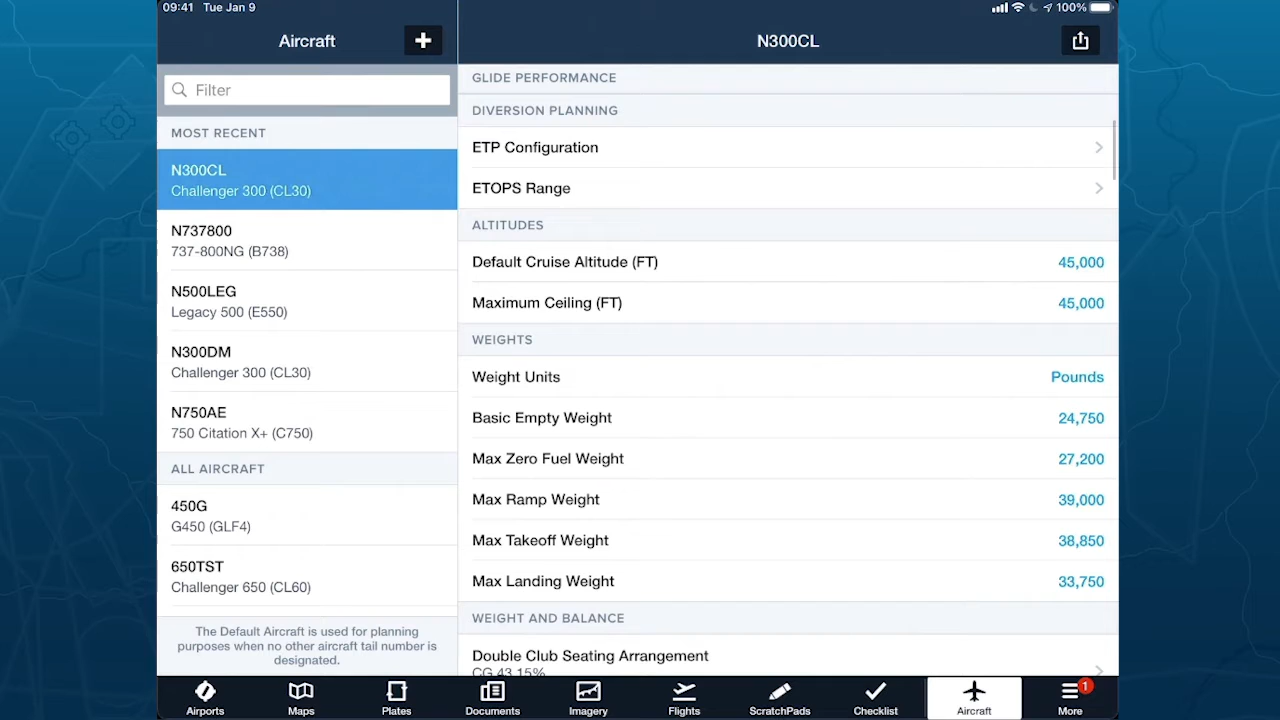 09:41 Tue Jan 9
100%
Aircraft
Filter
MOST RECENT
N300CL
Challenger 300 (CL30)
N737800
737-800NG (B738)
N500LEG
Legacy 500 (E550)
N300DM
Challenger 300 (CL30)
N750AE
750 Citation X+ (C750)
ALL AIRCRAFT
450G
G450 (GLF4)
650TST
Challenger 650 (CL60)
The Default Aircraft is used for planning
purposes when no other aircraft tail number is
designated.
N300CL
GLIDE PERFORMANCE
DIVERSION PLANNING
ETP Configuration
ETOPS Range
ALTITUDES
Default Cruise Altitude (FT) 45,000
Maximum Ceiling (FT) 45,000
WEIGHTS
Weight Units Pounds
Basic Empty Weight 24,750
Max Zero Fuel Weight 27,200
Max Ramp Weight 39,000
Max Takeoff Weight 38,850
Max Landing Weight 33,750
WEIGHT AND BALANCE
Double Club Seating Arrangement
CG 43.15%
Airports Maps Plates Documents Imagery Flights ScratchPads Checklist Aircraft More 1